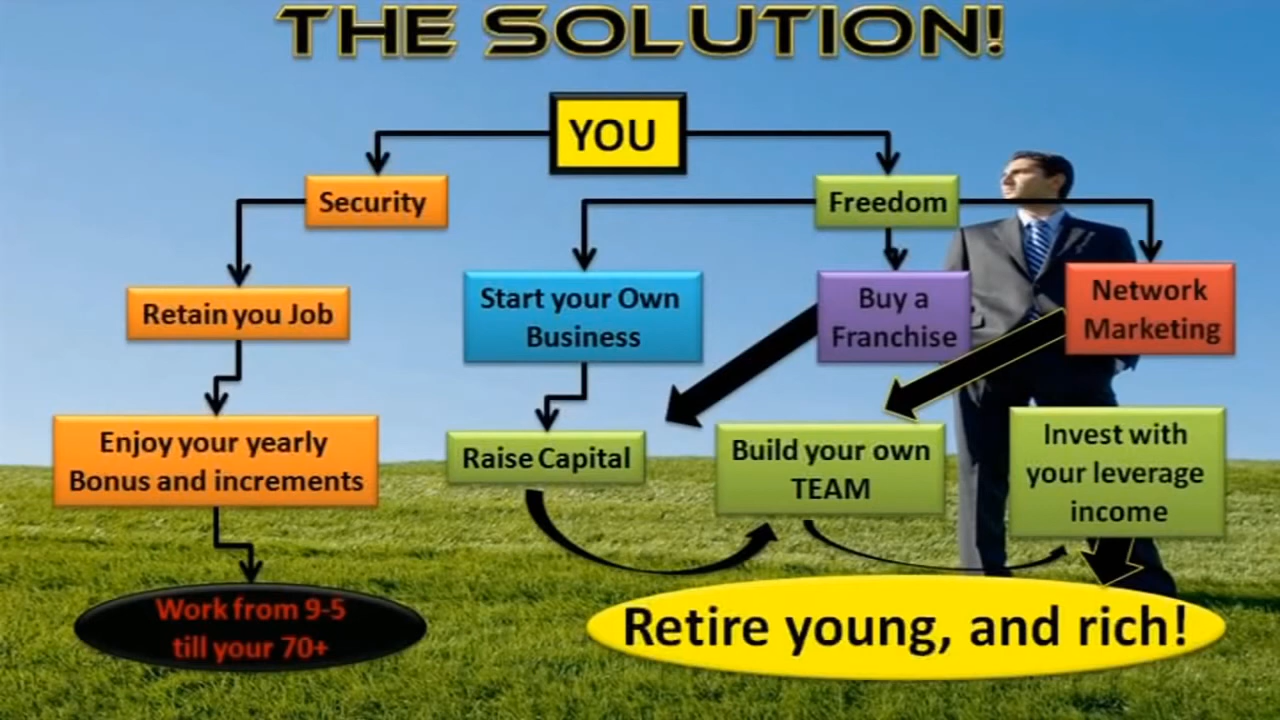 THE SOLUTION!
YOU
Security
Freedom
Retain you Job
Start your Own
Business
Buy a
Franchise
Network
Marketing
Enjoy your yearly
Bonus and increments
Raise Capital
Build your own
TEAM
Invest with
your leverage
income
Work from 9-5
till your 70+
Retire young, and rich!